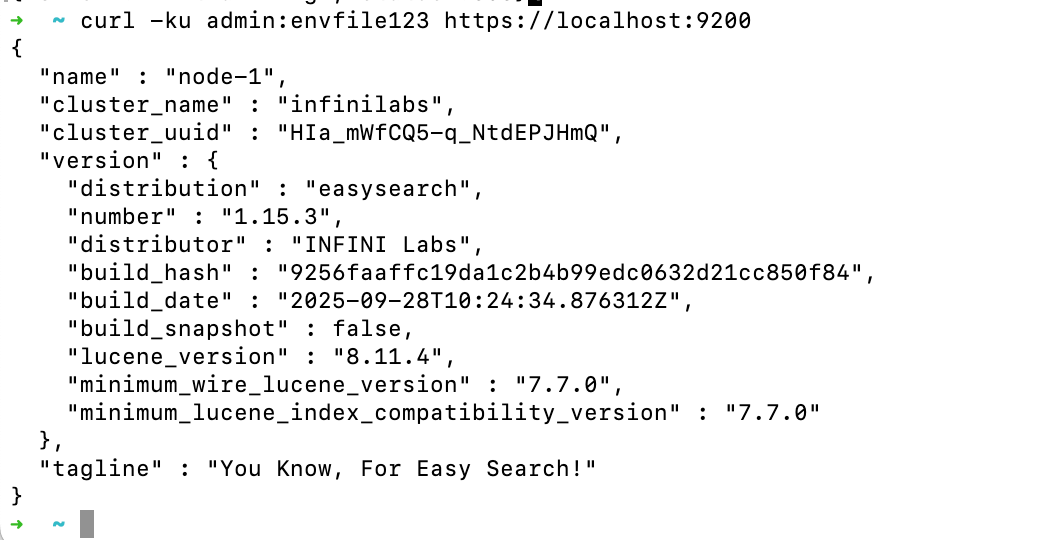 ➜  ~ curl -ku admin:envfile123 https://localhost:9200
{
  "name" : "node-1",
  "cluster_name" : "infinilabs",
  "cluster_uuid" : "HIa_mWfCQ5-q_NtdEPJHmQ",
  "version" : {
    "distribution" : "easysearch",
    "number" : "1.15.3",
    "distributor" : "INFINI Labs",
    "build_hash" : "9256faaffc19da1c2b4b99edc0632d21cc850f84",
    "build_date" : "2025-09-28T10:24:34.876312Z",
    "build_snapshot" : false,
    "lucene_version" : "8.11.4",
    "minimum_wire_lucene_version" : "7.7.0",
    "minimum_lucene_index_compatibility_version" : "7.7.0"
  },
  "tagline" : "You Know, For Easy Search!"
}
➜  ~